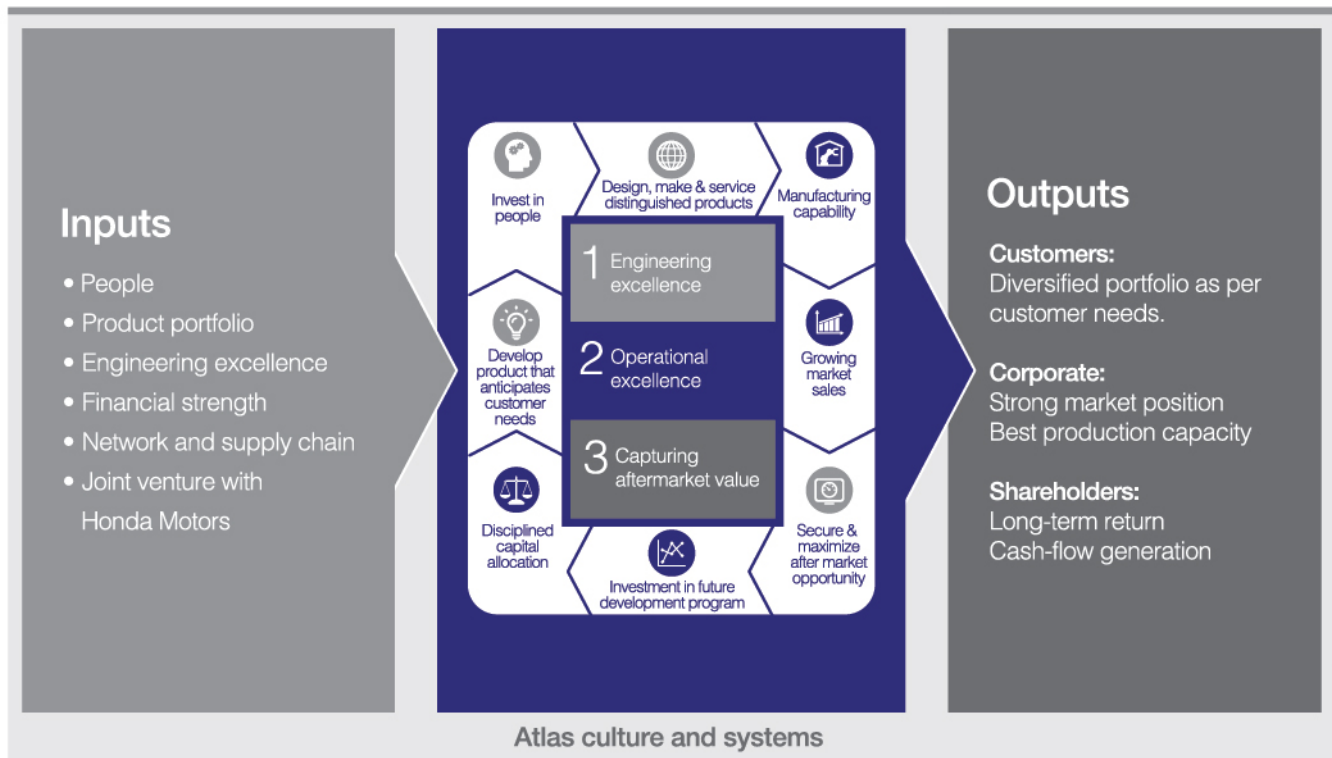 Inputs
• People
• Product portfolio
• Engineering excellence
• Financial strength
• Network and supply chain
• Joint venture with
Honda Motors
Invest in
people
Design, make & service
distinguished products
Manufacturing
capability
Growing
market
sales
Secure &
maximize
after market
opportunity
Investment in future
development program
Disciplined
capital
allocation
Develop
product that
anticipates
customer
needs
1 Engineering
excellence
2 Operational
excellence
3 Capturing
aftermarket value
Outputs
Customers:
Diversified portfolio as per
customer needs.
Corporate:
Strong market position
Best production capacity
Shareholders:
Long-term return
Cash-flow generation
Atlas culture and systems